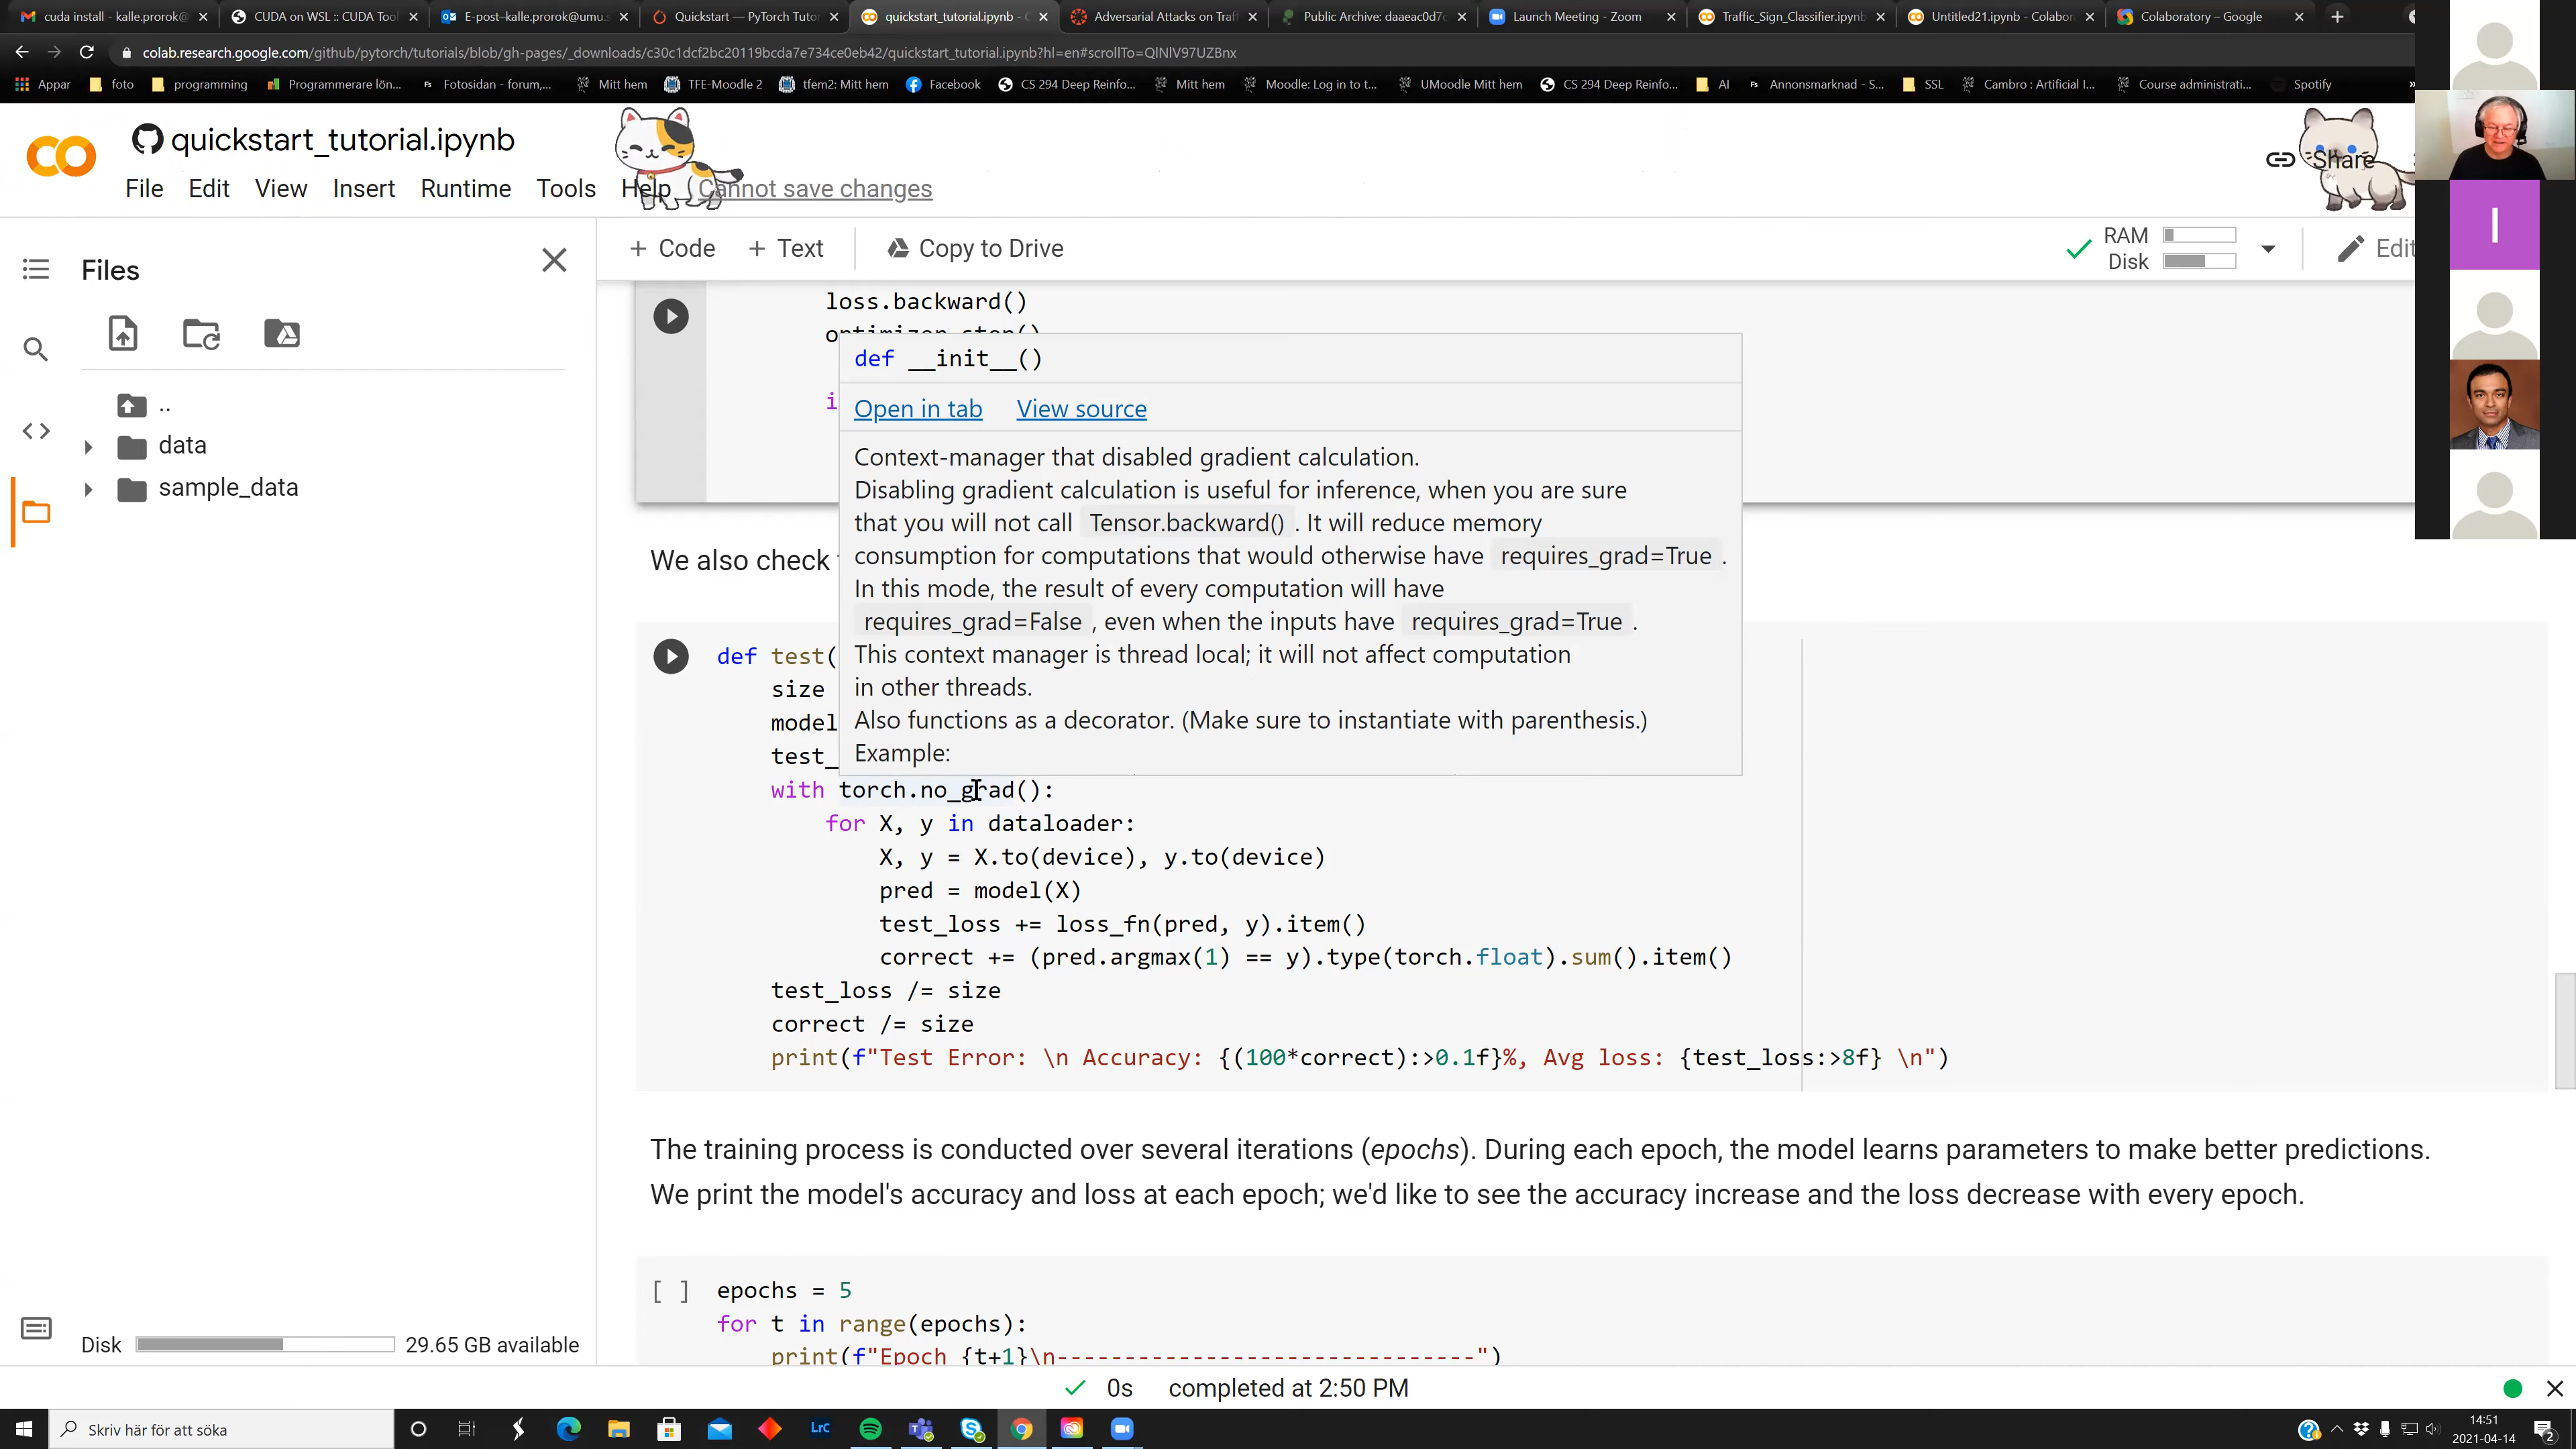 cuda install - kalle.prorok@
CUDA on WSL :: CUDA Tool
E-post–kalle.prorok@umu.s
Quickstart — PyTorch Tutor
quickstart_tutorial.ipynb - C
Adversarial Attacks on Traff
Public Archive: daaeac0d7c
Launch Meeting - Zoom
Traffic_Sign_Classifier.ipynb
Untitled21.ipynb - Colabora
Colaboratory – Google
colab.research.google.com/github/pytorch/tutorials/blob/gh-pages/_downloads/c30c1dcf2bc20119bcda7e734ce0eb42/quickstart_tutorial.ipynb?hl=en#scrollTo=QlNlV97UZBnx
Appar
foto
programming
Programmerare lön...
Fs Fotosidan - forum,...
Mitt hem
TFE-Moodle 2
tfem2: Mitt hem
Facebook
CS 294 Deep Reinfo...
Mitt hem
Moodle: Log in to t...
UMoodle Mitt hem
CS 294 Deep Reinfo...
AI
Fs Annonsmarknad - S...
SSL
Cambro : Artificial I...
Course administrati...
Spotify
»
quickstart_tutorial.ipynb
Share
File Edit View Insert Runtime Tools Help Cannot save changes
Files
+ Code + Text Copy to Drive
RAM
Disk
Edit
I
..
data
sample_data
loss.backward()
optimizer.step()
i
def __init__()
Open in tab View source
Context-manager that disabled gradient calculation.
Disabling gradient calculation is useful for inference, when you are sure
that you will not call Tensor.backward() . It will reduce memory
consumption for computations that would otherwise have requires_grad=True .
In this mode, the result of every computation will have
requires_grad=False , even when the inputs have requires_grad=True .
This context manager is thread local; it will not affect computation
in other threads.
Also functions as a decorator. (Make sure to instantiate with parenthesis.)
Example:
We also check
def test(
size
model
test_
with torch.no_grad():
for X, y in dataloader:
X, y = X.to(device), y.to(device)
pred = model(X)
test_loss += loss_fn(pred, y).item()
correct += (pred.argmax(1) == y).type(torch.float).sum().item()
test_loss /= size
correct /= size
print(f"Test Error: \n Accuracy: {(100*correct):>0.1f}%, Avg loss: {test_loss:>8f} \n")
The training process is conducted over several iterations (epochs). During each epoch, the model learns parameters to make better predictions.
We print the model's accuracy and loss at each epoch; we'd like to see the accuracy increase and the loss decrease with every epoch.
[ ] epochs = 5
for t in range(epochs):
print(f"Epoch {t+1}\n-------------------------------")
Disk 29.65 GB available
0s completed at 2:50 PM
Skriv här för att söka
LrC
14:51
2021-04-14
2